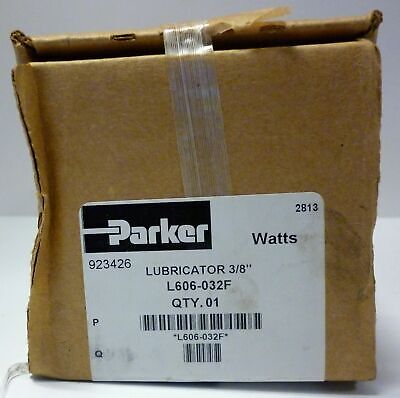 2813
Parker Watts
923426
LUBRICATOR 3/8"
L606-032F
QTY. 01
P
*L606-032F*
Q